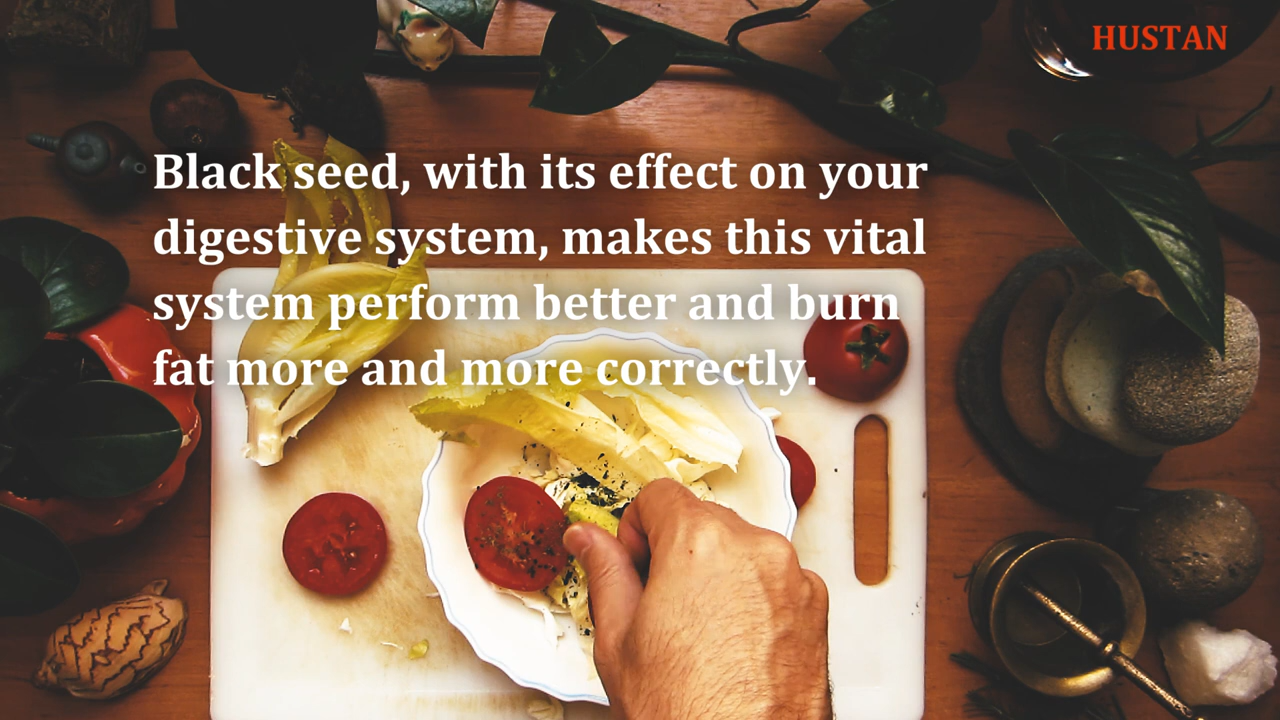 HUSTAN
Black seed, with its effect on your
digestive system, makes this vital
system perform better and burn
fat more and more correctly.